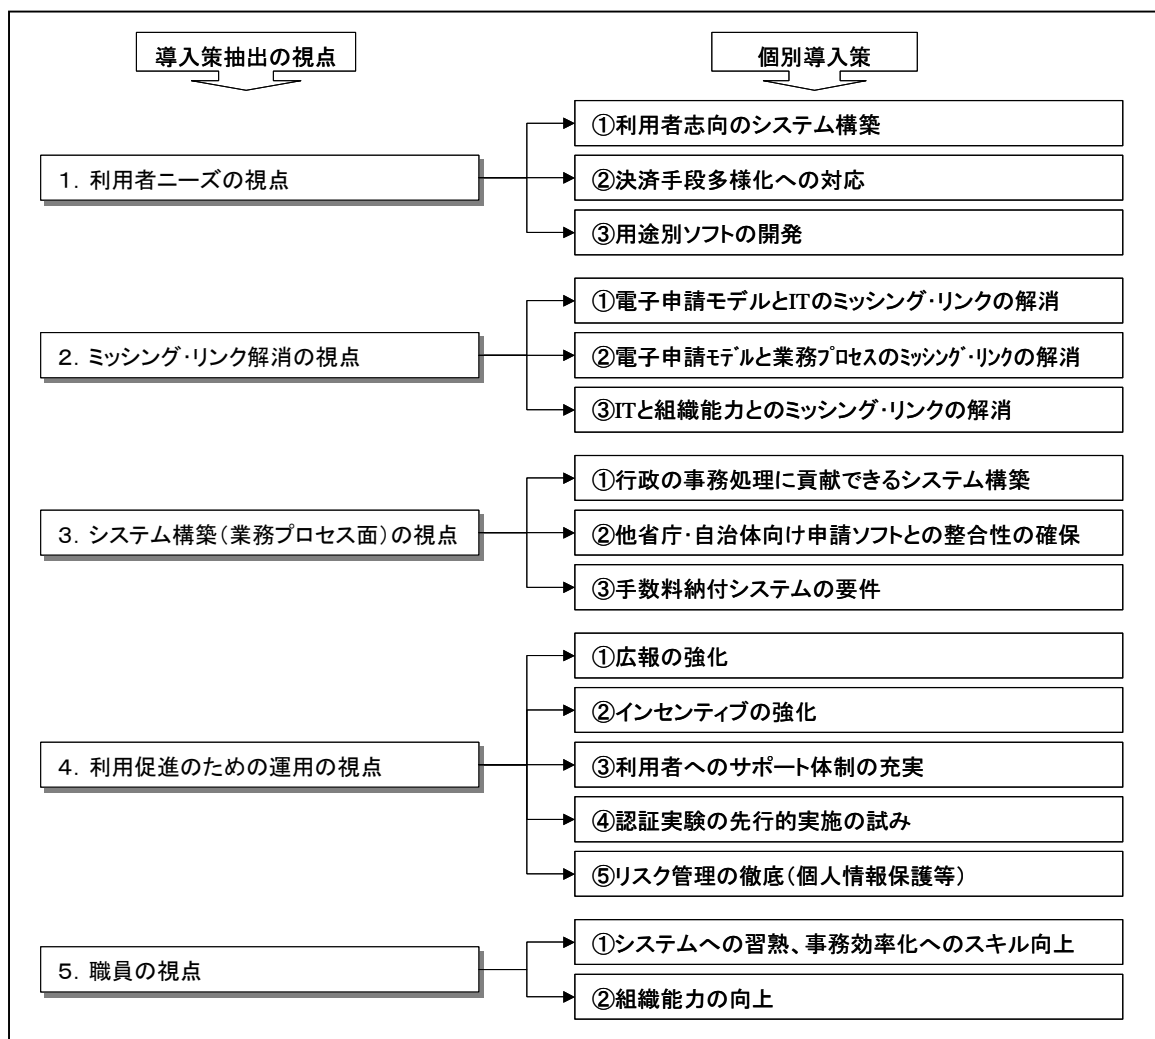 導入策抽出の視点
個別導入策
1．利用者ニーズの視点
①利用者志向のシステム構築
②決済手段多様化への対応
③用途別ソフトの開発
2．ミッシング・リンク解消の視点
①電子申請モデルとITのミッシング・リンクの解消
②電子申請ﾓﾃﾞﾙと業務プロセスのミッシング・リンクの解消
③ITと組織能力とのミッシング・リンクの解消
3．システム構築（業務プロセス面）の視点
①行政の事務処理に貢献できるシステム構築
②他省庁・自治体向け申請ソフトとの整合性の確保
③手数料納付システムの要件
4．利用促進のための運用の視点
①広報の強化
②インセンティブの強化
③利用者へのサポート体制の充実
④認証実験の先行的実施の試み
⑤リスク管理の徹底（個人情報保護等）
5．職員の視点
①システムへの習熟、事務効率化へのスキル向上
②組織能力の向上